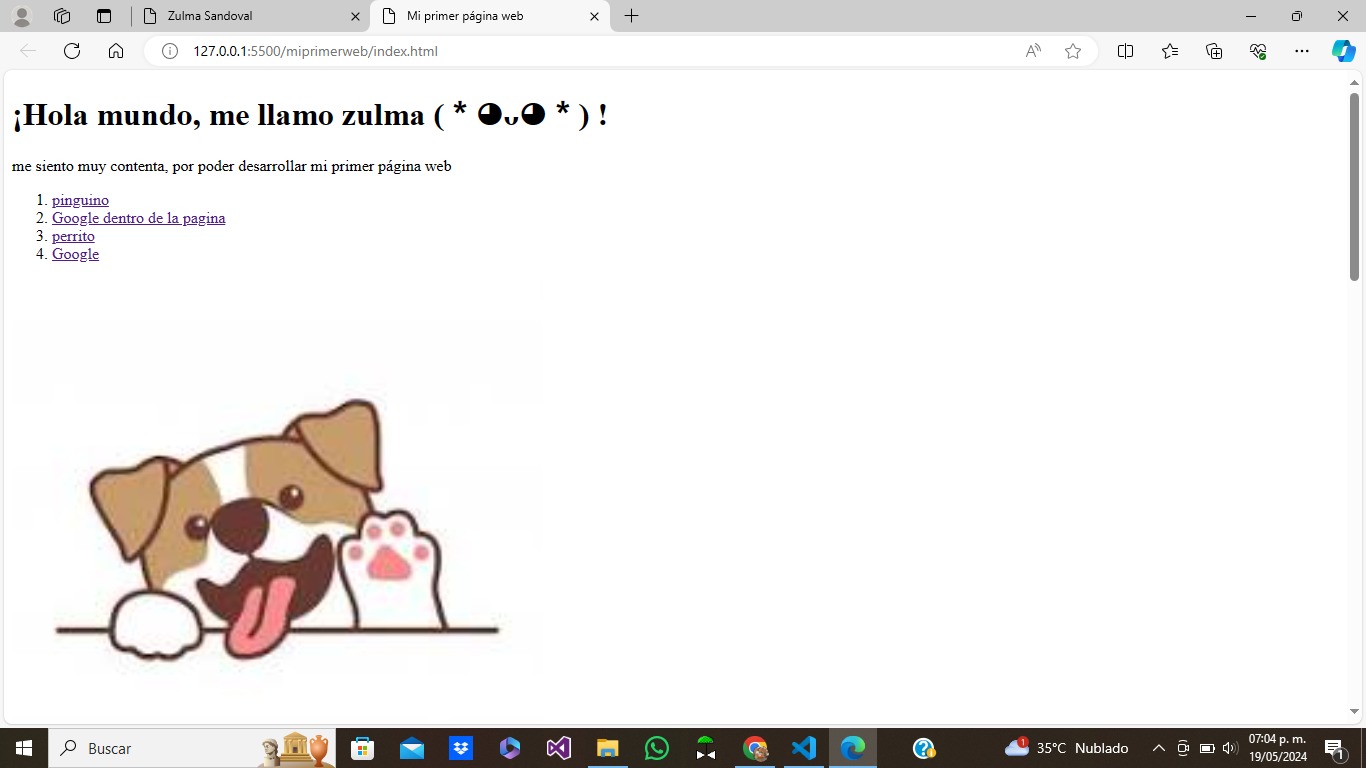 Zulma Sandoval
Mi primer página web
127.0.0.1:5500/miprimerweb/index.html
¡Hola mundo, me llamo zulma ( * ◕ᴗ◕ * ) !
me siento muy contenta, por poder desarrollar mi primer página web
1. pinguino
2. Google dentro de la pagina
3. perrito
4. Google
Buscar
35°C Nublado
07:04 p. m.
19/05/2024
1
1